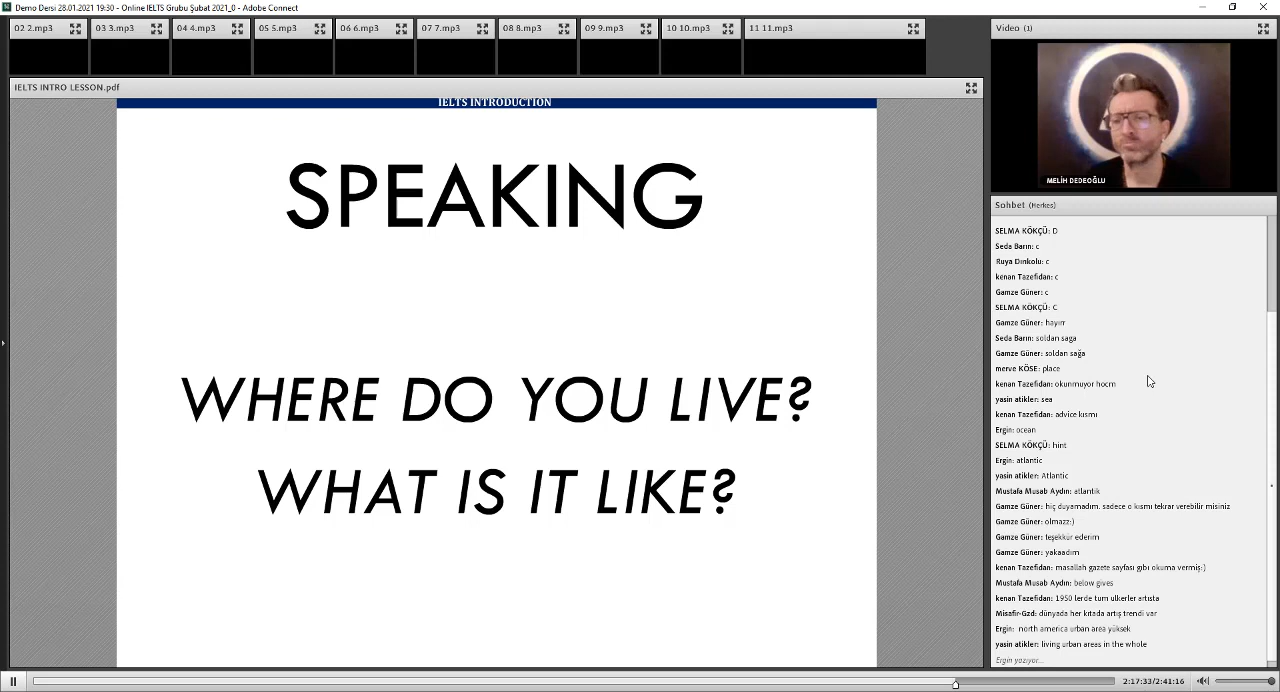 Demo Dersi 28.01.2021 19:30 - Online IELTS Grubu Şubat 2021_0 - Adobe Connect
02 2.mp3
03 3.mp3
04 4.mp3
05 5.mp3
06 6.mp3
07 7.mp3
08 8.mp3
09 9.mp3
10 10.mp3
11 11.mp3
IELTS INTRO LESSON.pdf
IELTS INTRODUCTION
SPEAKING
WHERE DO YOU LIVE?
WHAT IS IT LIKE?
Video (1)
MELİH DEDEOĞLU
Sohbet (Herkes)
SELMA KÖKÇÜ: D
Seda Barın: c
Ruya Dınkolu: c
kenan Tazefidan: c
Gamze Güner: c
SELMA KÖKÇÜ: C
Gamze Güner: hayırr
Seda Barın: soldan saga
Gamze Güner: soldan sağa
merve KÖSE: place
kenan Tazefidan: okunmuyor hocm
yasin atikler: sea
kenan Tazefidan: advice kısmı
Ergin: ocean
SELMA KÖKÇÜ: hint
Ergin: atlantic
yasin atikler: Atlantic
Mustafa Musab Aydın: atlantik
Gamze Güner: hiç duyamadım. sadece o kısmı tekrar verebilir misiniz
Gamze Güner: olmazz:)
Gamze Güner: teşekkür ederım
Gamze Güner: yakaadım
kenan Tazefidan: masallah gazete sayfası gıbı okuma vermiş:)
Mustafa Musab Aydın: below gives
kenan Tazefidan: 1950 lerde tum ulkerler artısta
Misafir-Gzd: dünyada her kıtada artış trendi var
Ergin: north america urban area yüksek
yasin atikler: living urban areas in the whole
Ergin yazıyor...
2:17:33/2:41:16